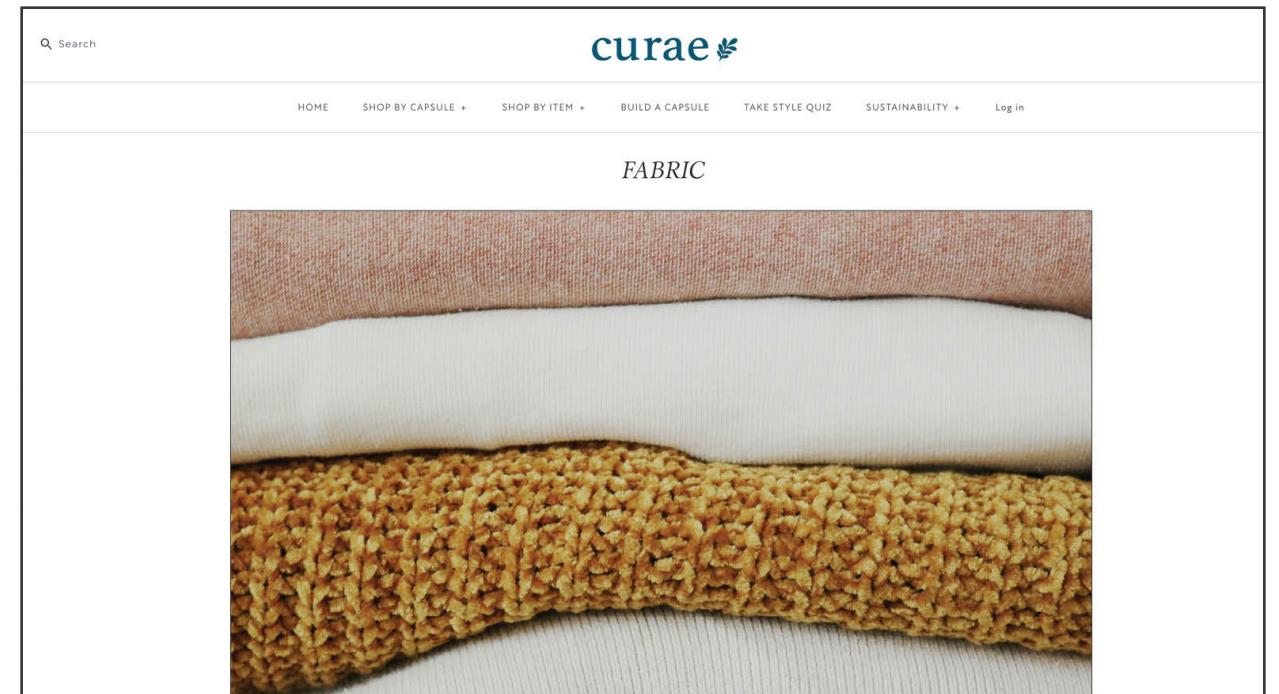 Search
curae
HOME SHOP BY CAPSULE + SHOP BY ITEM + BUILD A CAPSULE TAKE STYLE QUIZ SUSTAINABILITY + Log in
FABRIC